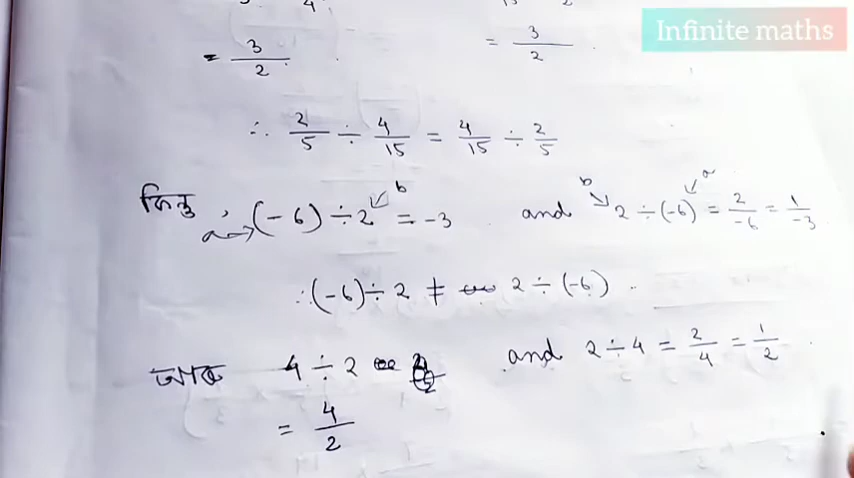 Infinite maths
= 3/2 = 3/2
∴ 2/5 ÷ 4/15 = 4/15 ÷ 2/5
b b a
কিন্তু, a→ (-6) ÷ 2 = -3 and 2 ÷ (-6) = 2/-6 = 1/-3
∴ (-6) ÷ 2 ≠ 2 ÷ (-6)
4 ÷ 2 and 2 ÷ 4 = 2/4 = 1/2
= 4/2